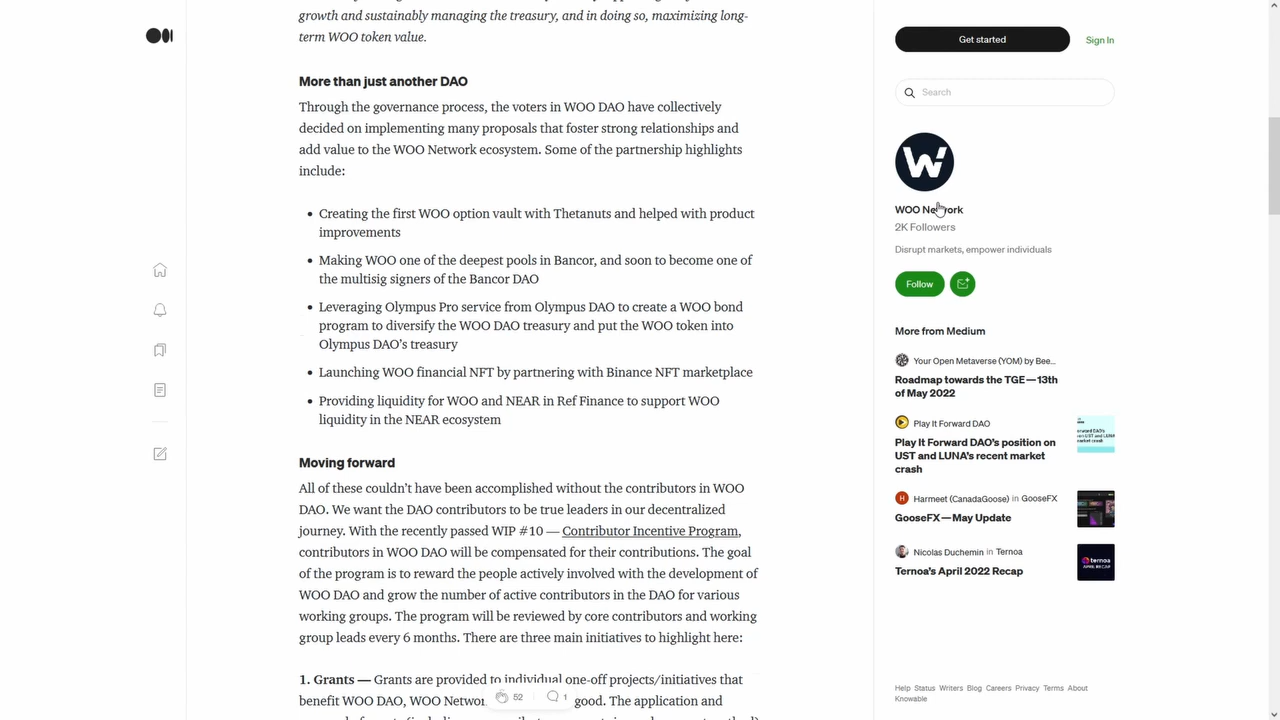 growth and sustainably managing the treasury, and in doing so, maximizing long-
term WOO token value.
More than just another DAO
Through the governance process, the voters in WOO DAO have collectively
decided on implementing many proposals that foster strong relationships and
add value to the WOO Network ecosystem. Some of the partnership highlights
include:
• Creating the first WOO option vault with Thetanuts and helped with product
improvements
• Making WOO one of the deepest pools in Bancor, and soon to become one of
the multisig signers of the Bancor DAO
• Leveraging Olympus Pro service from Olympus DAO to create a WOO bond
program to diversify the WOO DAO treasury and put the WOO token into
Olympus DAO’s treasury
• Launching WOO financial NFT by partnering with Binance NFT marketplace
• Providing liquidity for WOO and NEAR in Ref Finance to support WOO
liquidity in the NEAR ecosystem
Moving forward
All of these couldn’t have been accomplished without the contributors in WOO
DAO. We want the DAO contributors to be true leaders in our decentralized
journey. With the recently passed WIP #10 — Contributor Incentive Program,
contributors in WOO DAO will be compensated for their contributions. The goal
of the program is to reward the people actively involved with the development of
WOO DAO and grow the number of active contributors in the DAO for various
working groups. The program will be reviewed by core contributors and working
group leads every 6 months. There are three main initiatives to highlight here:
1. Grants — Grants are provided to individual one-off projects/initiatives that
benefit WOO DAO, WOO good. The application and
52
1
Get started
Sign In
Search
WOO Network
2K Followers
Disrupt markets, empower individuals
Follow
More from Medium
Your Open Metaverse (YOM) by Bee...
Roadmap towards the TGE — 13th
of May 2022
Play It Forward DAO
Play It Forward DAO’s position on
UST and LUNA’s recent market
crash
H Harmeet (CanadaGoose) in GooseFX
GooseFX — May Update
Nicolas Duchemin in Ternoa
Ternoa’s April 2022 Recap
ternoa
APRIL RECAP
Help Status Writers Blog Careers Privacy Terms About
Knowable